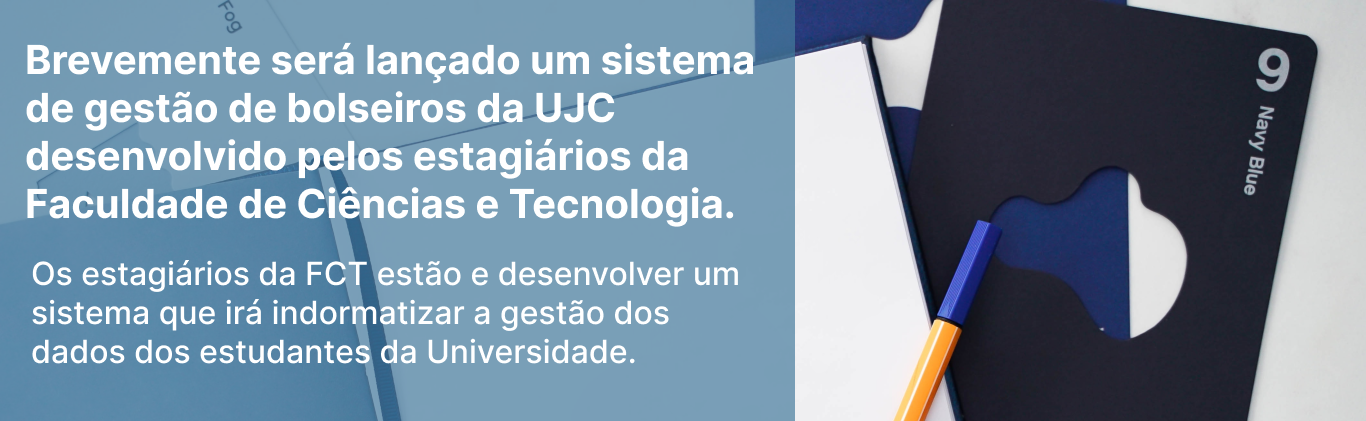 Fog
Brevemente será lançado um sistema
de gestão de bolseiros da UJC
desenvolvido pelos estagiários da
Faculdade de Ciências e Tecnologia.
Os estagiários da FCT estão e desenvolver um
sistema que irá indormatizar a gestão dos
dados dos estudantes da Universidade.
9
Navy Blue